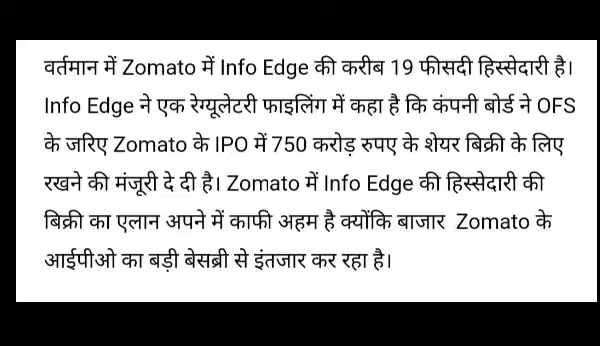 वर्तमान में Zomato में Info Edge की करीब 19 फीसदी हिस्सेदारी है।
Info Edge ने एक रेग्यूलेटरी फाइलिंग में कहा है कि कंपनी बोर्ड ने OFS
के जरिए Zomato के IPO में 750 करोड़ रुपए के शेयर बिक्री के लिए
रखने की मंजूरी दे दी है। Zomato में Info Edge की हिस्सेदारी की
बिक्री का एलान अपने में काफी अहम है क्योंकि बाजार Zomato के
आईपीओ का बड़ी बेसब्री से इंतजार कर रहा है।